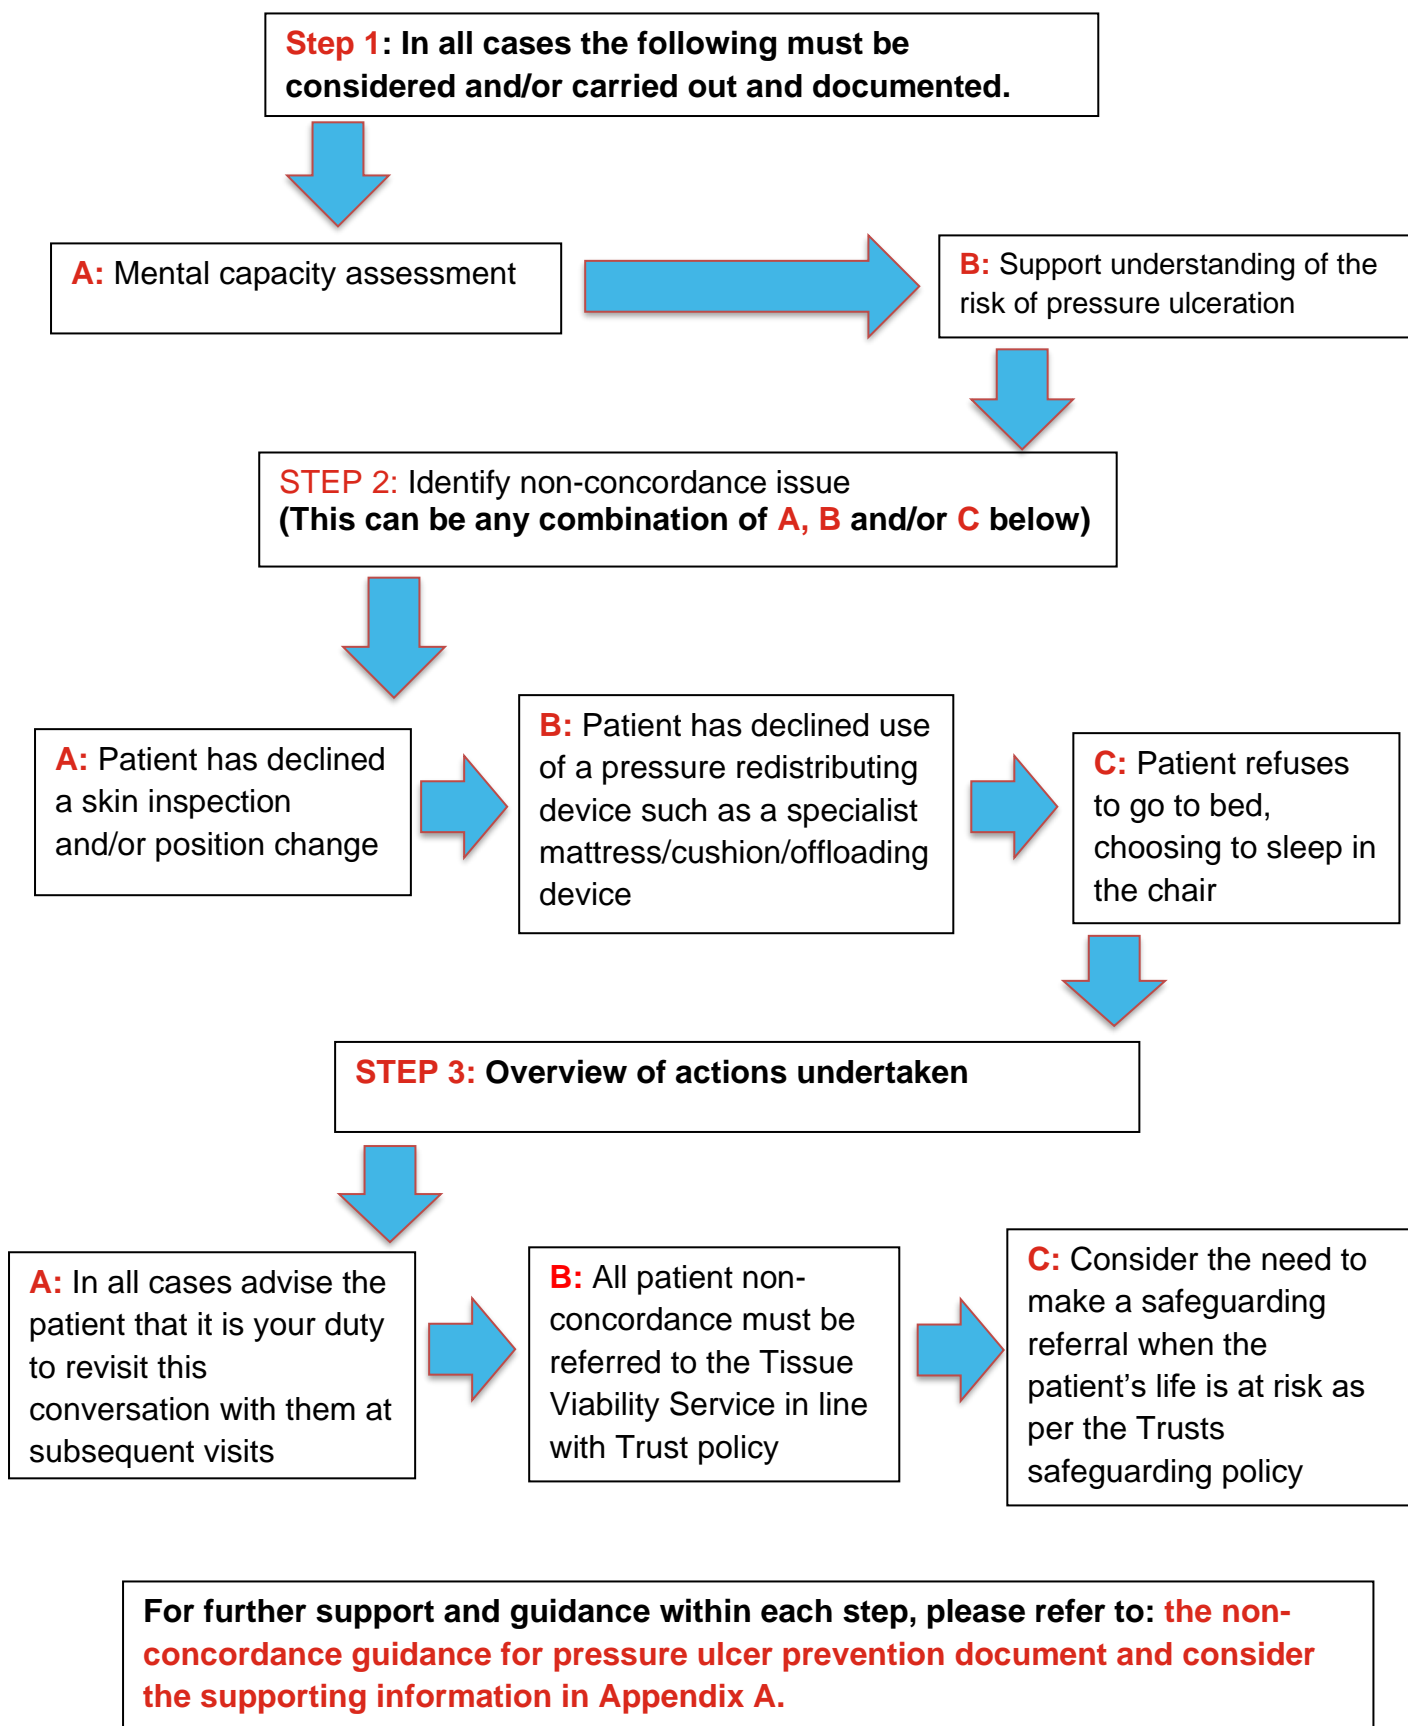 Step 1: In all cases the following must be
considered and/or carried out and documented.
A: Mental capacity assessment
B: Support understanding of the
risk of pressure ulceration
STEP 2: Identify non-concordance issue
(This can be any combination of A, B and/or C below)
A: Patient has declined
a skin inspection
and/or position change
B: Patient has declined use
of a pressure redistributing
device such as a specialist
mattress/cushion/offloading
device
C: Patient refuses
to go to bed,
choosing to sleep in
the chair
STEP 3: Overview of actions undertaken
A: In all cases advise the
patient that it is your duty
to revisit this
conversation with them at
subsequent visits
B: All patient non-
concordance must be
referred to the Tissue
Viability Service in line
with Trust policy
C: Consider the need to
make a safeguarding
referral when the
patient’s life is at risk as
per the Trusts
safeguarding policy
For further support and guidance within each step, please refer to: the non-
concordance guidance for pressure ulcer prevention document and consider
the supporting information in Appendix A.